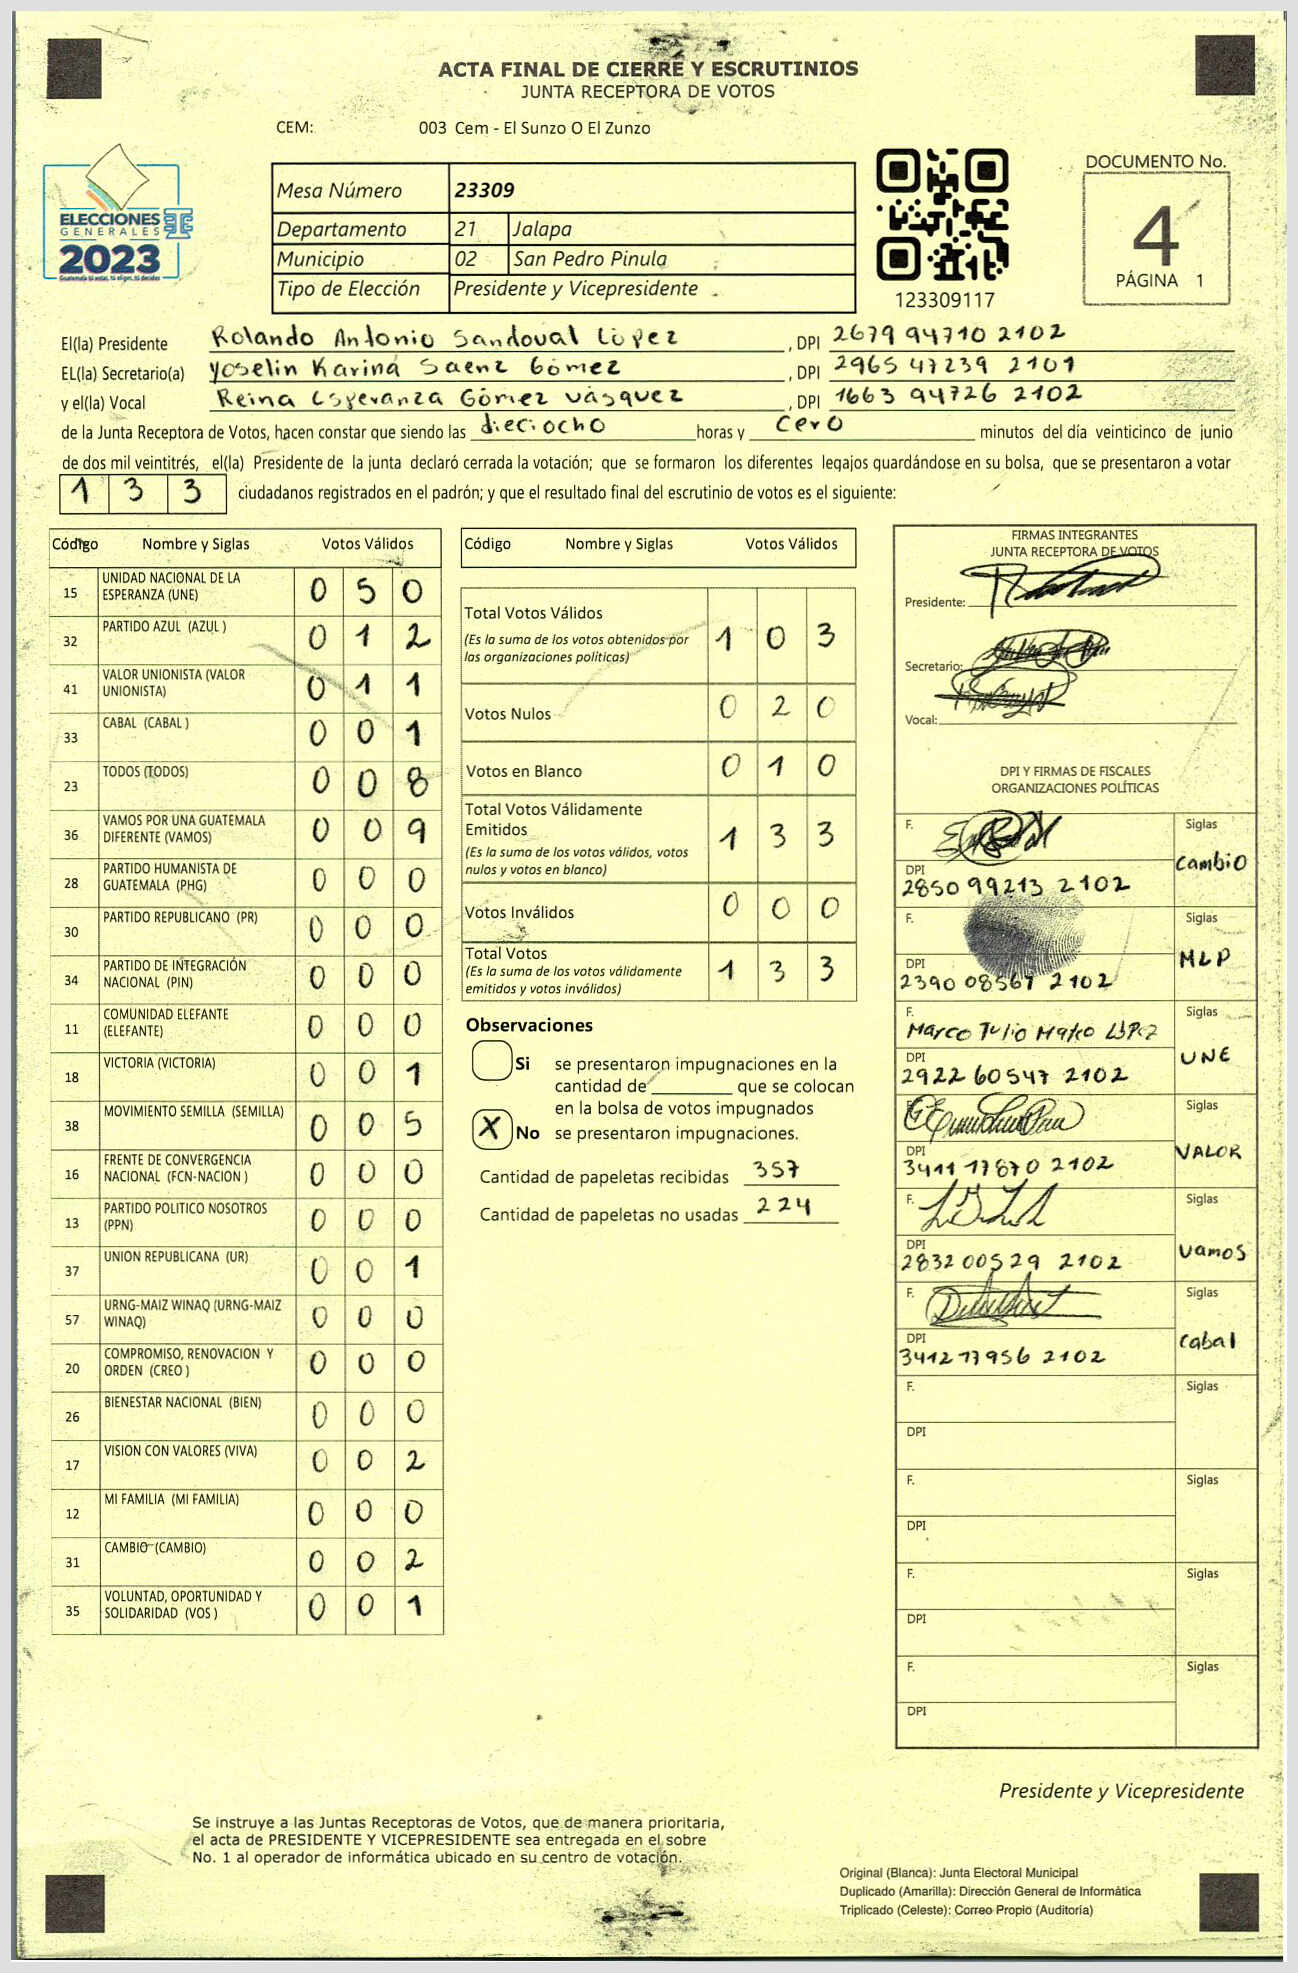 ACTA FINAL DE CIERRE Y ESCRUTINIOS
JUNTA RECEPTORA DE VOTOS
CEM: 003 Cem - El Sunzo O El Zunzo
ELECCIONES
GENERALES
2023
Guatemala tú votas, tú eliges, tú decides
Mesa Número 23309
Departamento 21 Jalapa
Municipio 02 San Pedro Pinula
Tipo de Elección Presidente y Vicepresidente
123309117
DOCUMENTO No.
4
PÁGINA 1
El(la) Presidente Rolando Antonio Sandoval López, DPI 2679 94710 2102
EL(la) Secretario(a) Yoselin Karina Saenz Gómez, DPI 2965 47239 2101
y el(la) Vocal Reina Esperanza Gómez Vásquez, DPI 1663 94726 2102
de la Junta Receptora de Votos, hacen constar que siendo las dieciocho horas y cero minutos del día veinticinco de junio
de dos mil veintitrés, el(la) Presidente de la junta declaró cerrada la votación; que se formaron los diferentes legajos guardándose en su bolsa, que se presentaron a votar
1 3 3 ciudadanos registrados en el padrón; y que el resultado final del escrutinio de votos es el siguiente:
Código Nombre y Siglas Votos Válidos
15 UNIDAD NACIONAL DE LA ESPERANZA (UNE) 0 5 0
32 PARTIDO AZUL (AZUL ) 0 1 2
41 VALOR UNIONISTA (VALOR UNIONISTA) 0 1 1
33 CABAL (CABAL ) 0 0 1
23 TODOS (TODOS) 0 0 8
36 VAMOS POR UNA GUATEMALA DIFERENTE (VAMOS) 0 0 9
28 PARTIDO HUMANISTA DE GUATEMALA (PHG) 0 0 0
30 PARTIDO REPUBLICANO (PR) 0 0 0
34 PARTIDO DE INTEGRACIÓN NACIONAL (PIN) 0 0 0
11 COMUNIDAD ELEFANTE (ELEFANTE) 0 0 0
18 VICTORIA (VICTORIA) 0 0 1
38 MOVIMIENTO SEMILLA (SEMILLA) 0 0 5
16 FRENTE DE CONVERGENCIA NACIONAL (FCN-NACION ) 0 0 0
13 PARTIDO POLITICO NOSOTROS (PPN) 0 0 0
37 UNION REPUBLICANA (UR) 0 0 1
57 URNG-MAIZ WINAQ (URNG-MAIZ WINAQ) 0 0 0
20 COMPROMISO, RENOVACION Y ORDEN (CREO ) 0 0 0
26 BIENESTAR NACIONAL (BIEN) 0 0 0
17 VISION CON VALORES (VIVA) 0 0 2
12 MI FAMILIA (MI FAMILIA) 0 0 0
31 CAMBIO (CAMBIO) 0 0 2
35 VOLUNTAD, OPORTUNIDAD Y SOLIDARIDAD (VOS ) 0 0 1
Código Nombre y Siglas Votos Válidos
Total Votos Válidos 1 0 3
(Es la suma de los votos obtenidos por
las organizaciones politicas)
Votos Nulos 0 2 0
Votos en Blanco 0 1 0
Total Votos Válidamente
Emitidos 1 3 3
(Es la suma de los votos válidos, votos
nulos y votos en blanco)
Votos Inválidos 0 0 0
Total Votos 1 3 3
(Es la suma de los votos válidamente
emitidos y votos inválidos)
Observaciones
Si se presentaron impugnaciones en la
cantidad de ________ que se colocan
en la bolsa de votos impugnados
X No se presentaron impugnaciones.
Cantidad de papeletas recibidas 357
Cantidad de papeletas no usadas 224
FIRMAS INTEGRANTES
JUNTA RECEPTORA DE VOTOS
Presidente:
Secretario:
Vocal:
DPI Y FIRMAS DE FISCALES
ORGANIZACIONES POLÍTICAS
F. Siglas
Cambio
DPI
2850 99213 2102
F. Siglas
MLP
DPI
2390 08567 2102
F. Siglas
Marco Tulio López
UNE
DPI
2922 60547 2102
F. Siglas
VALOR
DPI
3411 17870 2102
F. Siglas
Vamos
DPI
2832 00529 2102
F. Siglas
Cabal
DPI
3412 17956 2102
F. Siglas
DPI
F. Siglas
DPI
F. Siglas
DPI
F. Siglas
DPI
Presidente y Vicepresidente
Se instruye a las Juntas Receptoras de Votos, que de manera prioritaria,
el acta de PRESIDENTE Y VICEPRESIDENTE sea entregada en el sobre
No. 1 al operador de informática ubicado en su centro de votación.
Original (Blanca): Junta Electoral Municipal
Duplicado (Amarilla): Dirección General de Informática
Triplicado (Celeste): Correo Propio (Auditoría)